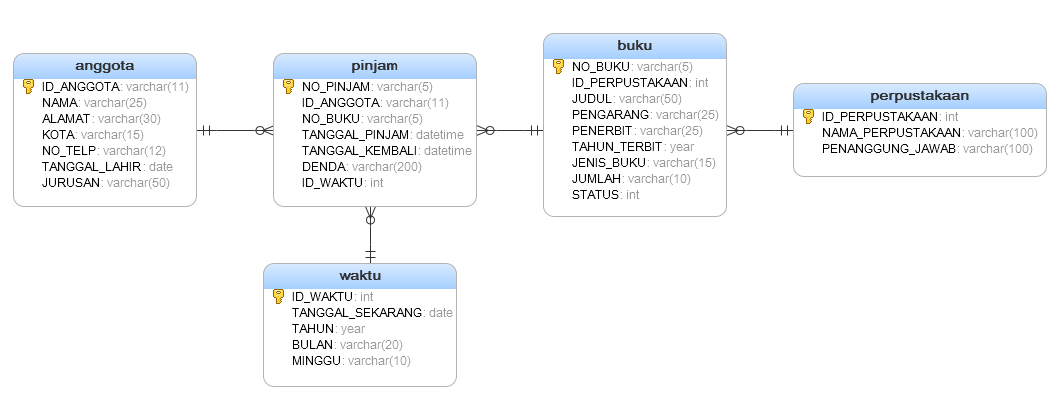 anggota
ID_ANGGOTA: varchar(11)
NAMA: varchar(25)
ALAMAT: varchar(30)
KOTA: varchar(15)
NO_TELP: varchar(12)
TANGGAL_LAHIR: date
JURUSAN: varchar(50)
pinjam
NO_PINJAM: varchar(5)
ID_ANGGOTA: varchar(11)
NO_BUKU: varchar(5)
TANGGAL_PINJAM: datetime
TANGGAL_KEMBALI: datetime
DENDA: varchar(200)
ID_WAKTU: int
buku
NO_BUKU: varchar(5)
ID_PERPUSTAKAAN: int
JUDUL: varchar(50)
PENGARANG: varchar(25)
PENERBIT: varchar(25)
TAHUN_TERBIT: year
JENIS_BUKU: varchar(15)
JUMLAH: varchar(10)
STATUS: int
perpustakaan
ID_PERPUSTAKAAN: int
NAMA_PERPUSTAKAAN: varchar(100)
PENANGGUNG_JAWAB: varchar(100)
waktu
ID_WAKTU: int
TANGGAL_SEKARANG: date
TAHUN: year
BULAN: varchar(20)
MINGGU: varchar(10)